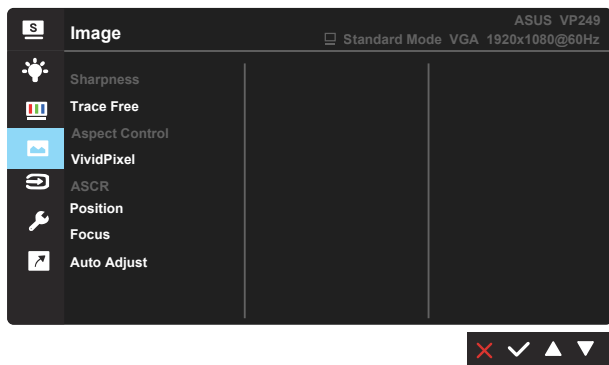 S
Image
ASUS VP249
Standard Mode VGA 1920x1080@60Hz
Sharpness
Trace Free
Aspect Control
VividPixel
ASCR
Position
Focus
Auto Adjust